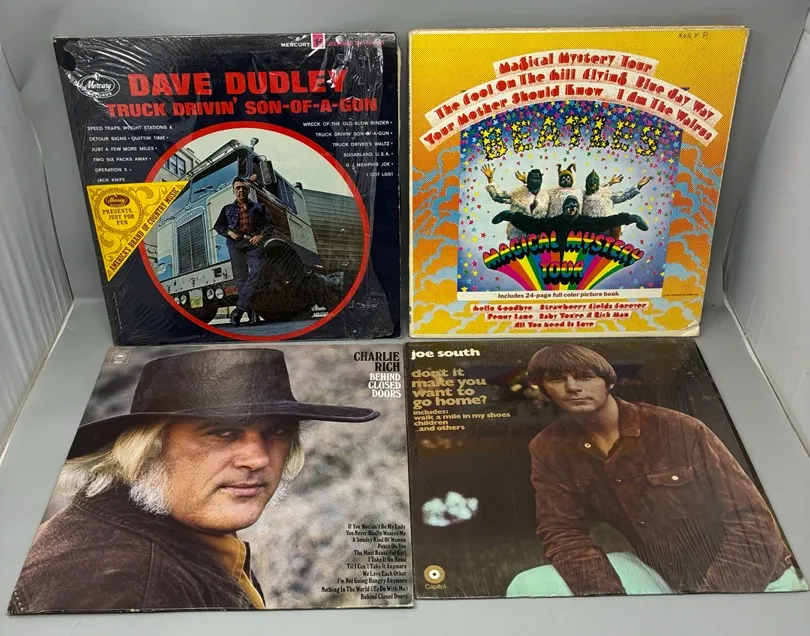 MERCURY
Mercury
RECORDS
DAVE DUDLEY
TRUCK DRIVIN' SON-OF-A-GUN
SPEED TRAPS, WEIGHT STATIONS &
DETOUR SIGNS • QUITTIN' TIME •
JUST A FEW MORE MILES •
TWO SIX PACKS AWAY •
OPERATION X •
JACK KNIFE
WRECK OF THE OLD SLOW BINDER •
TRUCK DRIVIN' SON-OF-A-GUN •
TRUCK DRIVER'S WALTZ •
SUGARLAND, U.S.A. •
D.J. MEMPHIS JOE •
I GOT LOST
PRESENTS
JUST FOR
FUN
AMERICA'S BRAND OF COUNTRY MUSIC
MARY P.
Magical Mystery Tour
The Fool On The Hill Flying Blue Jay Way
Your Mother Should Know I Am The Walrus
BEATLES
MAGICAL MYSTERY
TOUR
Includes 24-page full color picture book
Hello Goodbye Strawberry Fields Forever
Penny Lane Baby You're A Rich Man
All You Need Is Love
CHARLIE
RICH
BEHIND
CLOSED
DOORS
If You Wouldn't Be My Lady
You Never Really Wanted Me
A Sunday Kind Of Woman
Peace On You
The Most Beautiful Girl
I Take It On Home
'Til I Can't Take It Anymore
We Love Each Other
I'm Not Going Hungry Anymore
Nothing In The World (To Do With Me)
Behind Closed Doors
joe south
don't it
make you
want to
go home?
includes:
walk a mile in my shoes
children
...and others
Capitol